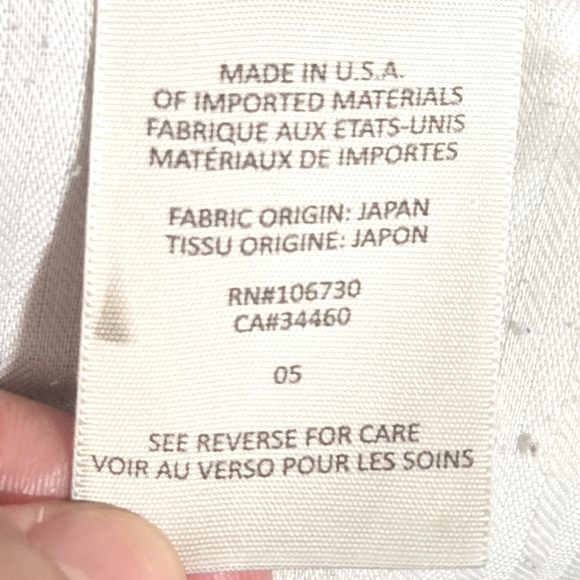 MADE IN U.S.A.
OF IMPORTED MATERIALS
FABRIQUE AUX ETATS-UNIS
MATÉRIAUX DE IMPORTES
FABRIC ORIGIN: JAPAN
TISSU ORIGINE: JAPON
RN#106730
CA#34460
05
SEE REVERSE FOR CARE
VOIR AU VERSO POUR LES SOINS